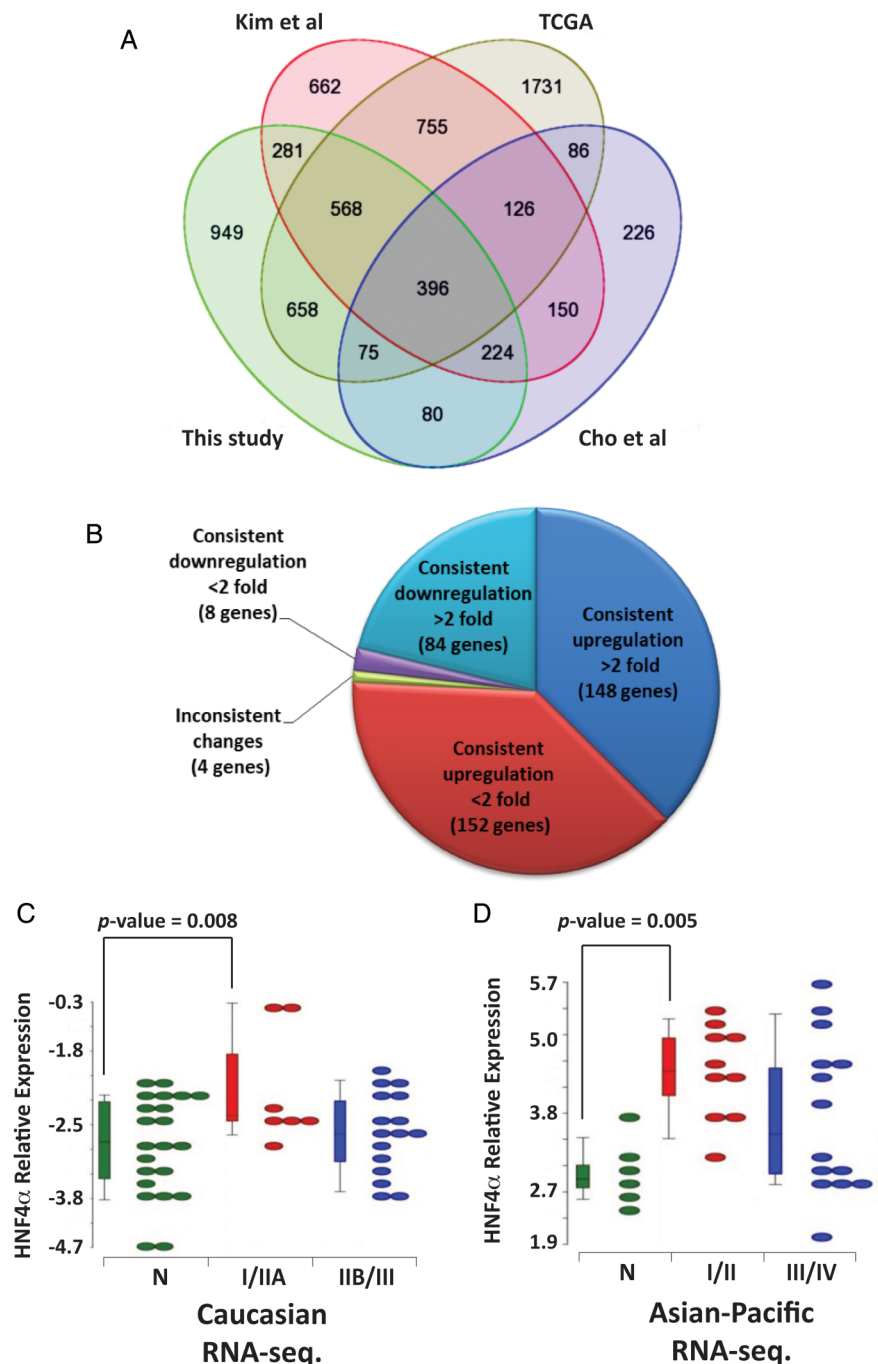 A
Kim et al
TCGA
662
1731
755
281
86
568
126
949
226
396
658
150
75
224
80
This study
Cho et al
B
Consistent
downregulation
<2 fold
(8 genes)
Consistent
downregulation
>2 fold
(84 genes)
Consistent
upregulation
>2 fold
(148 genes)
Inconsistent
changes
(4 genes)
Consistent
upregulation
<2 fold
(152 genes)
C
p-value = 0.008
HNF4α Relative Expression
-0.3
-1.8
-2.5
-3.8
-4.7
N
I/IIA
IIB/III
Caucasian
RNA-seq.
D
p-value = 0.005
HNF4α Relative Expression
5.7
5.0
3.8
2.7
1.9
N
I/II
III/IV
Asian-Pacific
RNA-seq.